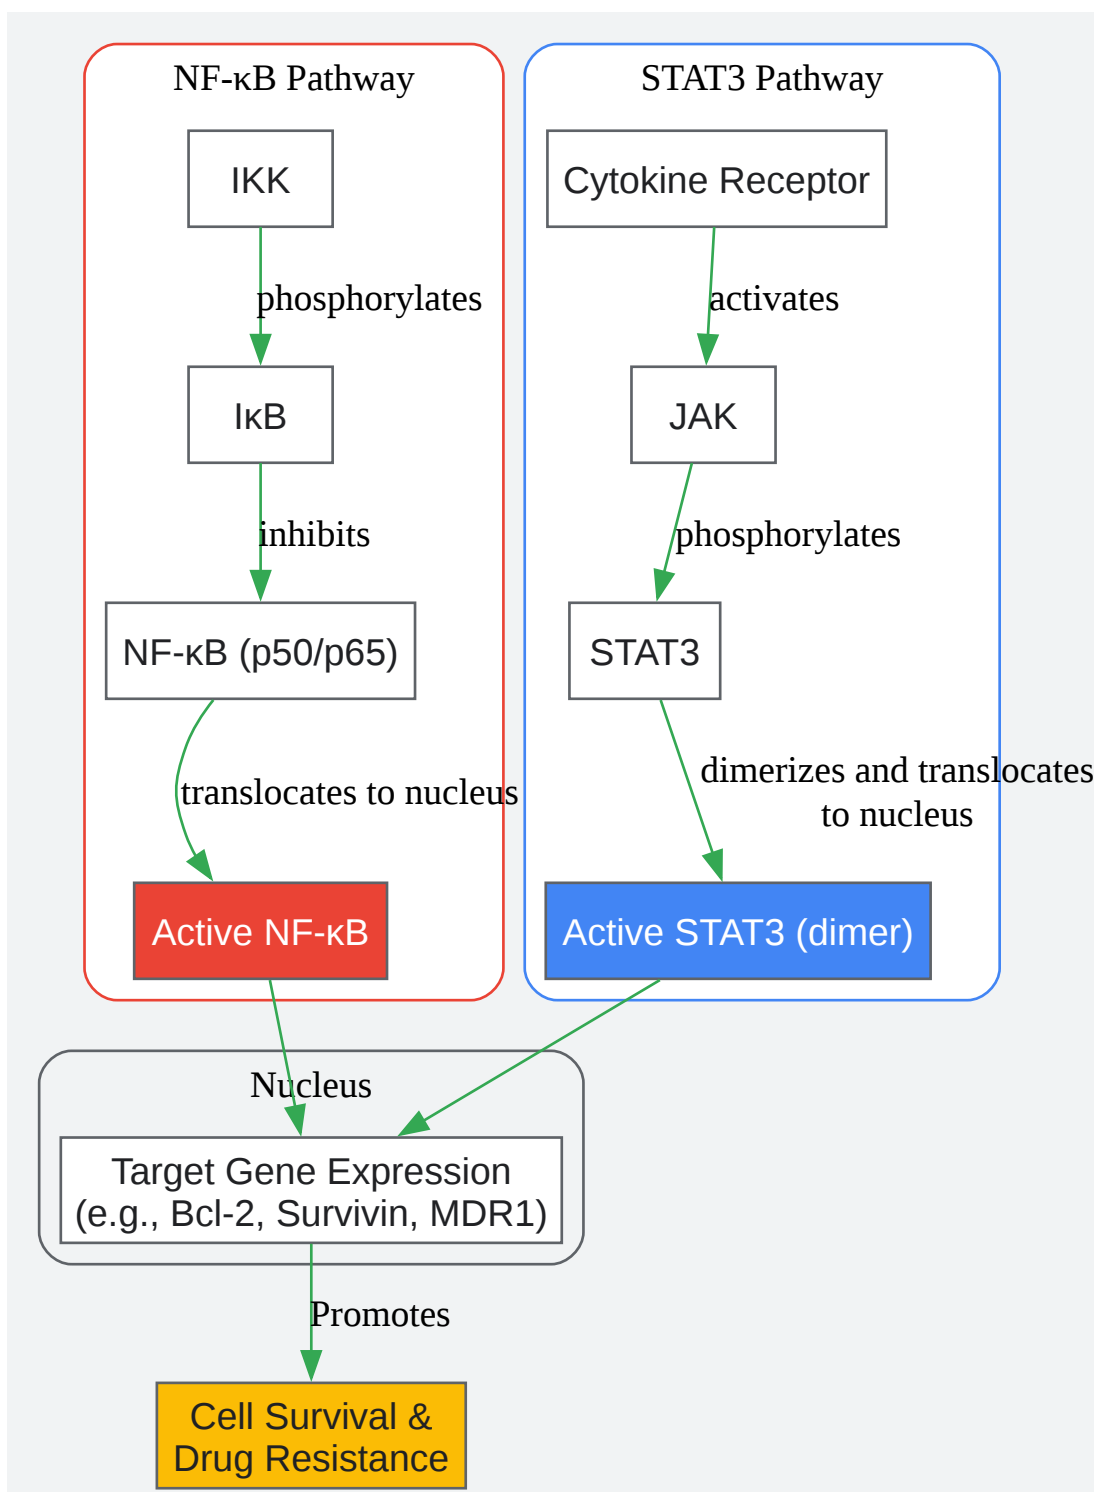 NF-κB Pathway
IKK
phosphorylates
IκB
inhibits
NF-κB (p50/p65)
translocates to nucleus
Active NF-κB
STAT3 Pathway
Cytokine Receptor
activates
JAK
phosphorylates
STAT3
dimerizes and translocates
to nucleus
Active STAT3 (dimer)
Nucleus
Target Gene Expression
(e.g., Bcl-2, Survivin, MDR1)
Promotes
Cell Survival &
Drug Resistance